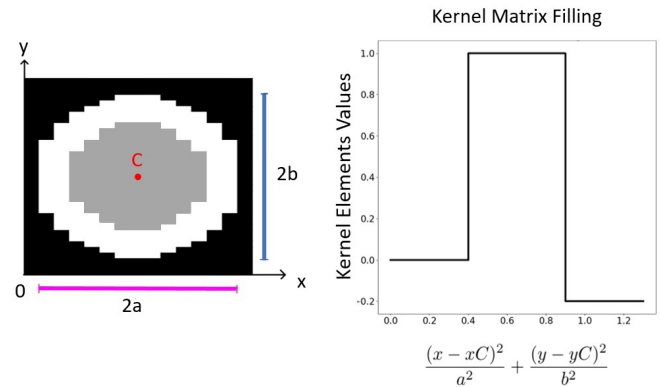 Kernel Matrix Filling
y
C
2b
x
0
2a
Kernel Elements Values
1.0
0.8
0.6
0.4
0.2
0.0
-0.2
0.0 0.2 0.4 0.6 0.8 1.0 1.2
(x − xC)²/a² + (y − yC)²/b²